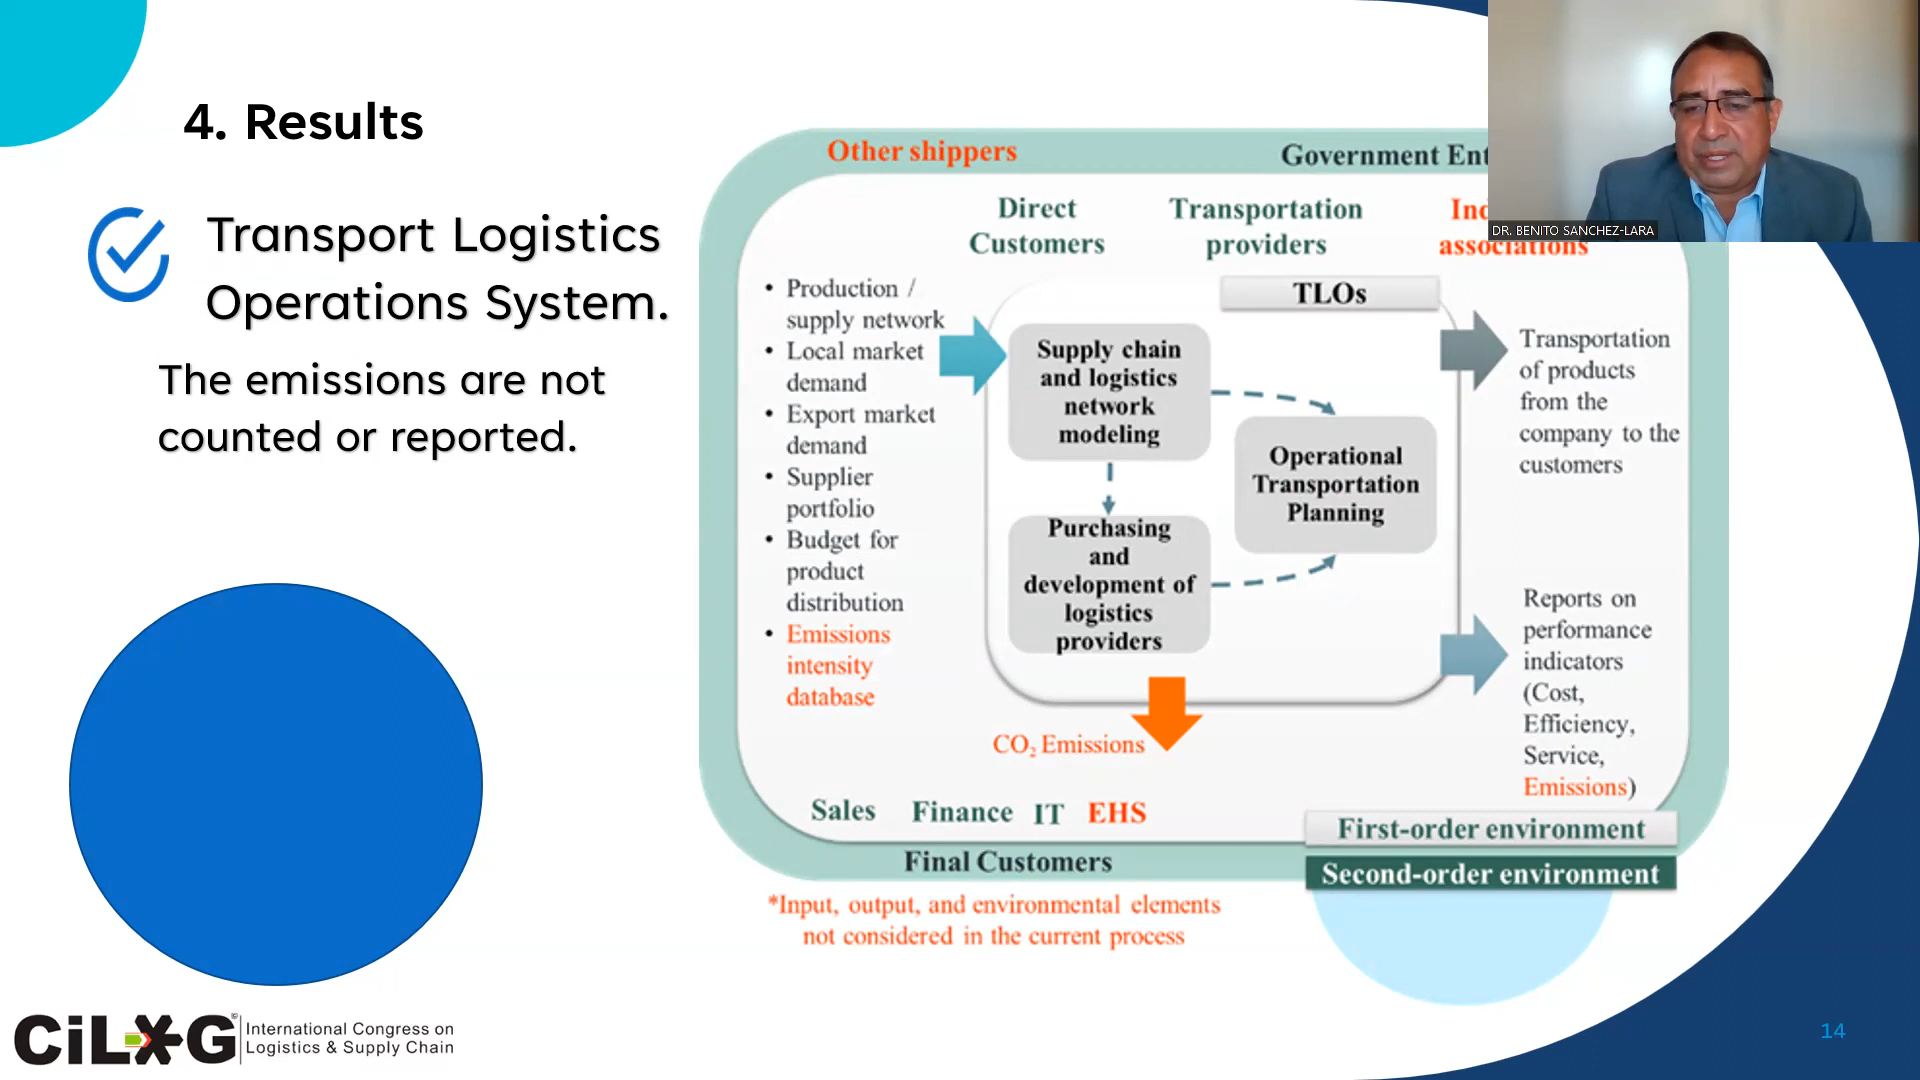 4. Results
Transport Logistics
Operations System.
The emissions are not
counted or reported.
Other shippers
Government
DR. BENITO SANCHEZ-LARA
Direct
Customers
Transportation
providers
associations
• Production /
supply network
• Local market
demand
• Export market
demand
• Supplier
portfolio
• Budget for
product
distribution
• Emissions
intensity
database
TLOs
Supply chain
and logistics
network
modeling
Operational
Transportation
Planning
Purchasing
and
development of
logistics
providers
CO₂ Emissions
Transportation
of products
from the
company to the
customers
Reports on
performance
indicators
(Cost,
Efficiency,
Service,
Emissions)
Sales Finance IT EHS
First-order environment
Final Customers
Second-order environment
*Input, output, and environmental elements
not considered in the current process
CiLOG
International Congress on
Logistics & Supply Chain
14